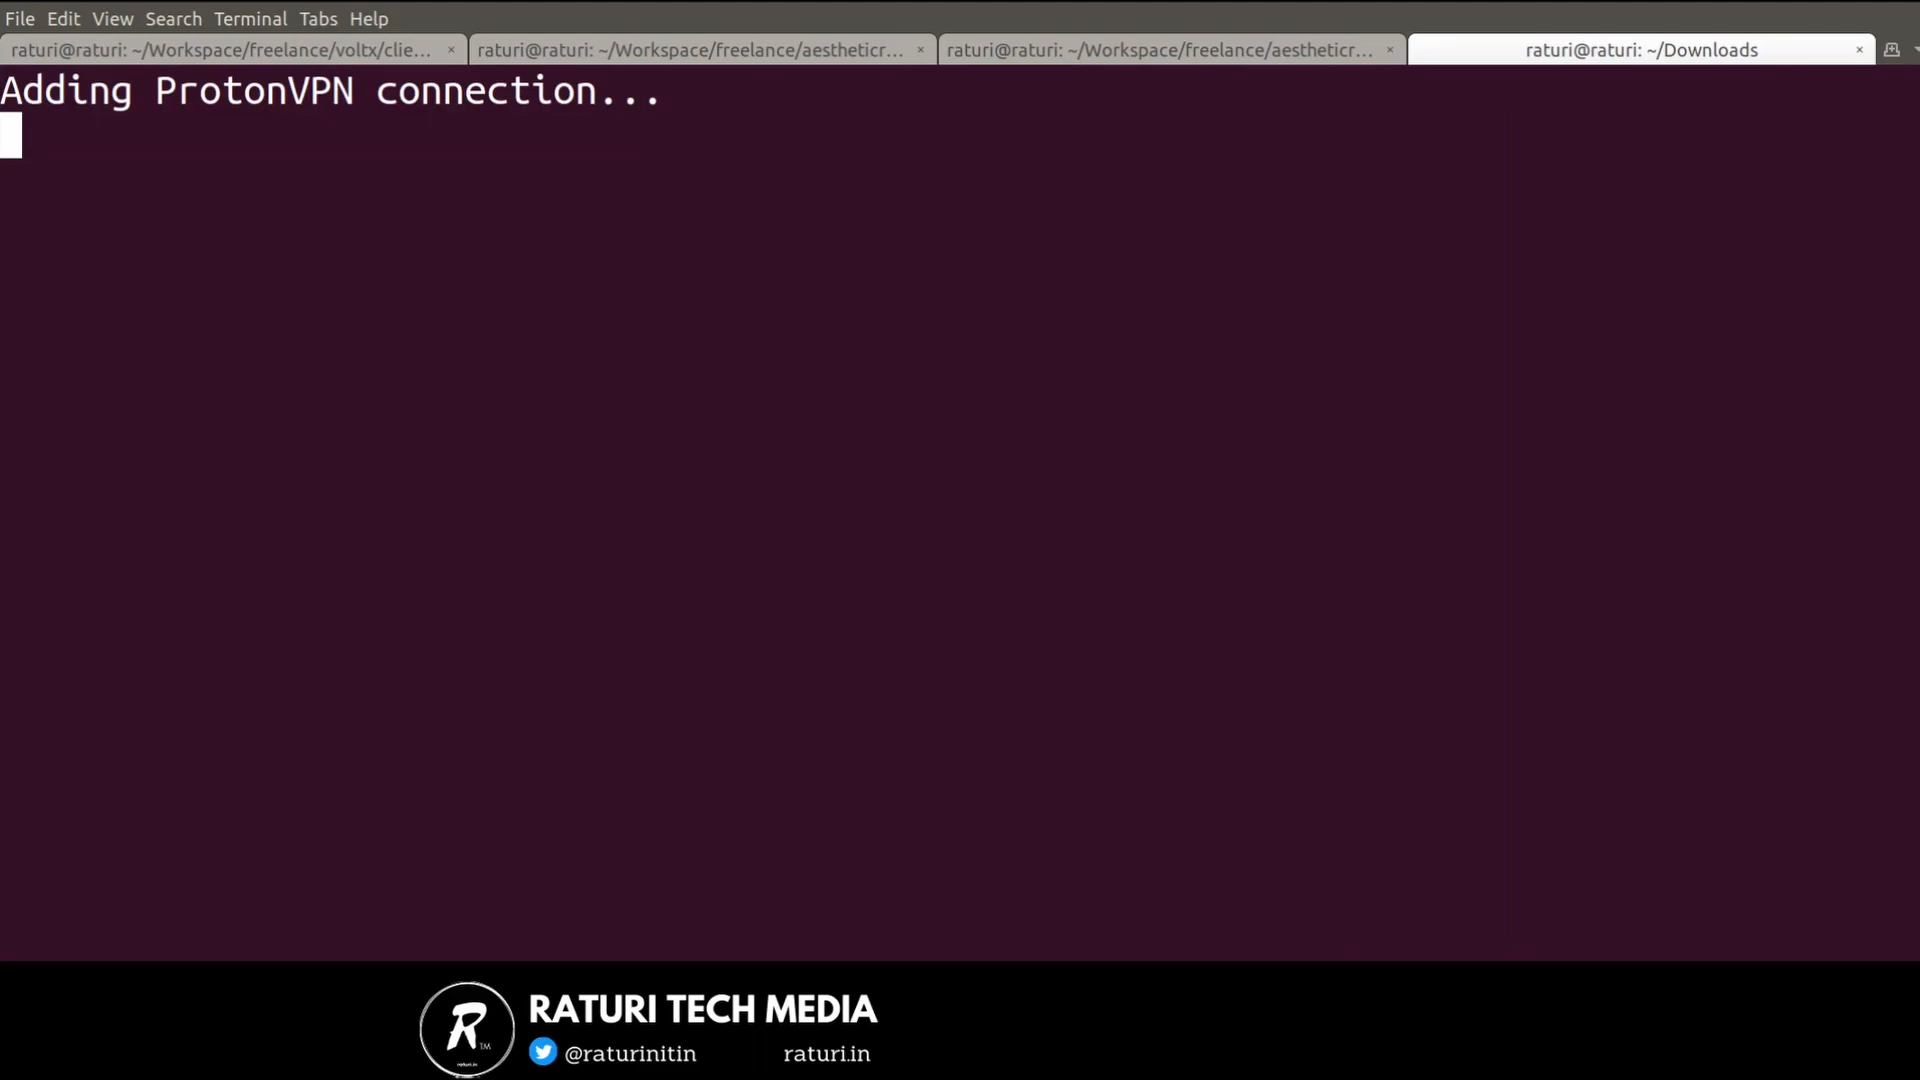 File Edit View Search Terminal Tabs Help
raturi@raturi: ~/Workspace/freelance/voltx/clie... × raturi@raturi: ~/Workspace/freelance/aestheticr... × raturi@raturi: ~/Workspace/freelance/aestheticr... × raturi@raturi: ~/Downloads ×
Adding ProtonVPN connection...
R TM
RATURI TECH MEDIA
@raturinitin raturi.in